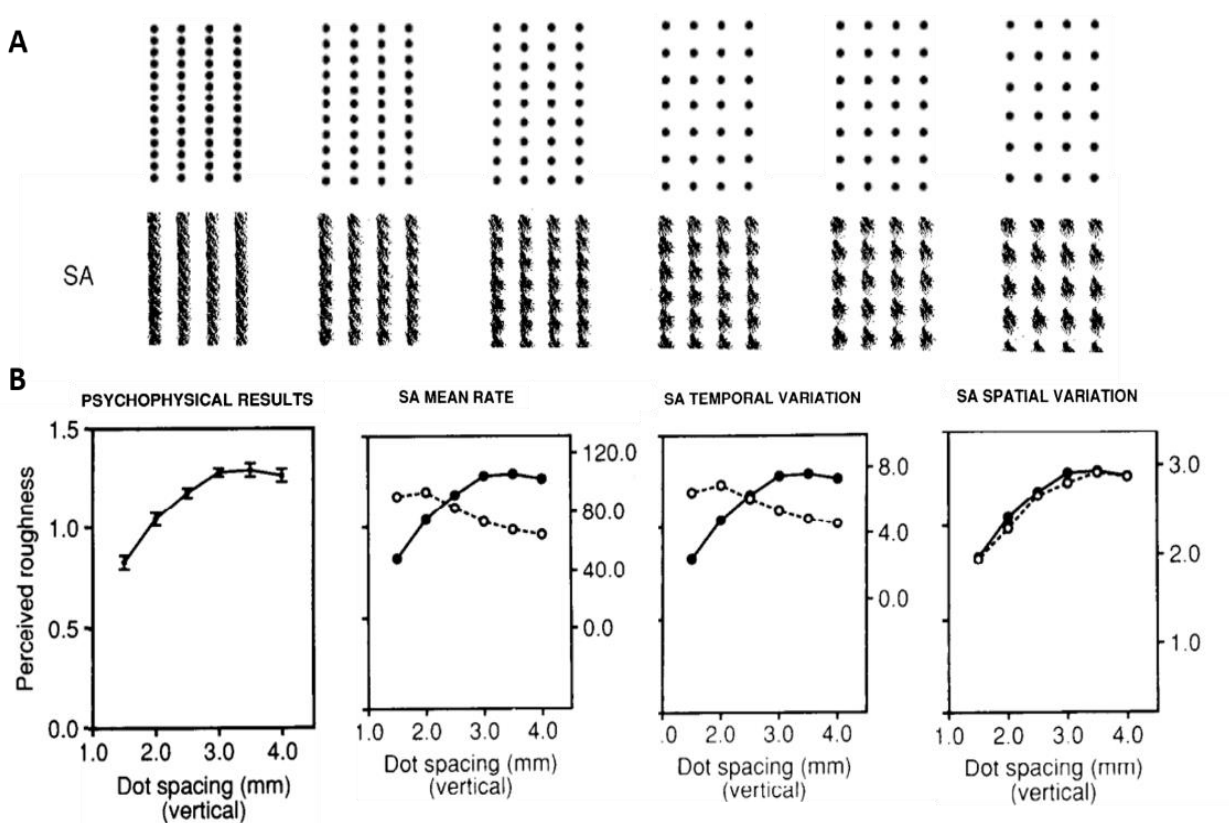 A
SA
B
PSYCHOPHYSICAL RESULTS
SA MEAN RATE
SA TEMPORAL VARIATION
SA SPATIAL VARIATION
Perceived roughness
1.5
1.0
0.5
0.0
1.0 2.0 3.0 4.0
Dot spacing (mm)
(vertical)
120.0
80.0
40.0
0.0
1.0 2.0 3.0 4.0
Dot spacing (mm)
(vertical)
8.0
4.0
0.0
.0 2.0 3.0 4.0
Dot spacing (mm)
(vertical)
3.0
2.0
1.0
1.0 2.0 3.0 4.0
Dot spacing (mm)
(vertical)